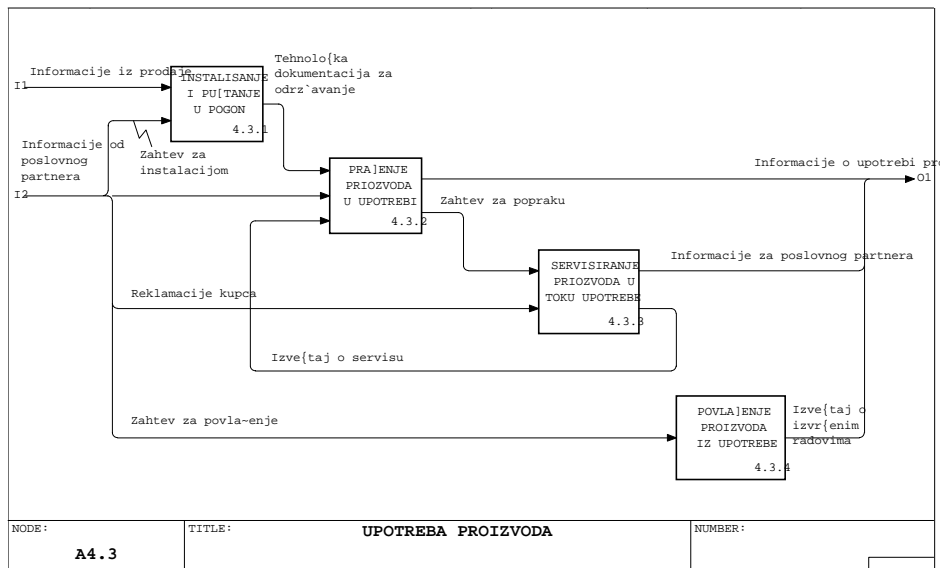 Informacije iz prodaje
I1
INSTALISANJE
I PU[TANJE
U POGON
4.3.1
Tehnolo{ka
dokumentacija za
odrz`avanje
Informacije od
poslovnog
partnera
I2
Zahtev za
instalacijom
PRA]ENJE
PRIOZVODA
U UPOTREBI
4.3.2
Informacije o upotrebi pro
O1
Zahtev za popraku
SERVISIRANJE
PRIOZVODA U
TOKU UPOTREBE
4.3.3
Informacije za poslovnog partnera
Reklamacije kupca
Izve{taj o servisu
Zahtev za povla~enje
POVLA]ENJE
PROIZVODA
IZ UPOTREBE
4.3.4
Izve{taj o
izvr{enim
radovima
NODE:
A4.3
TITLE:
UPOTREBA PROIZVODA
NUMBER: